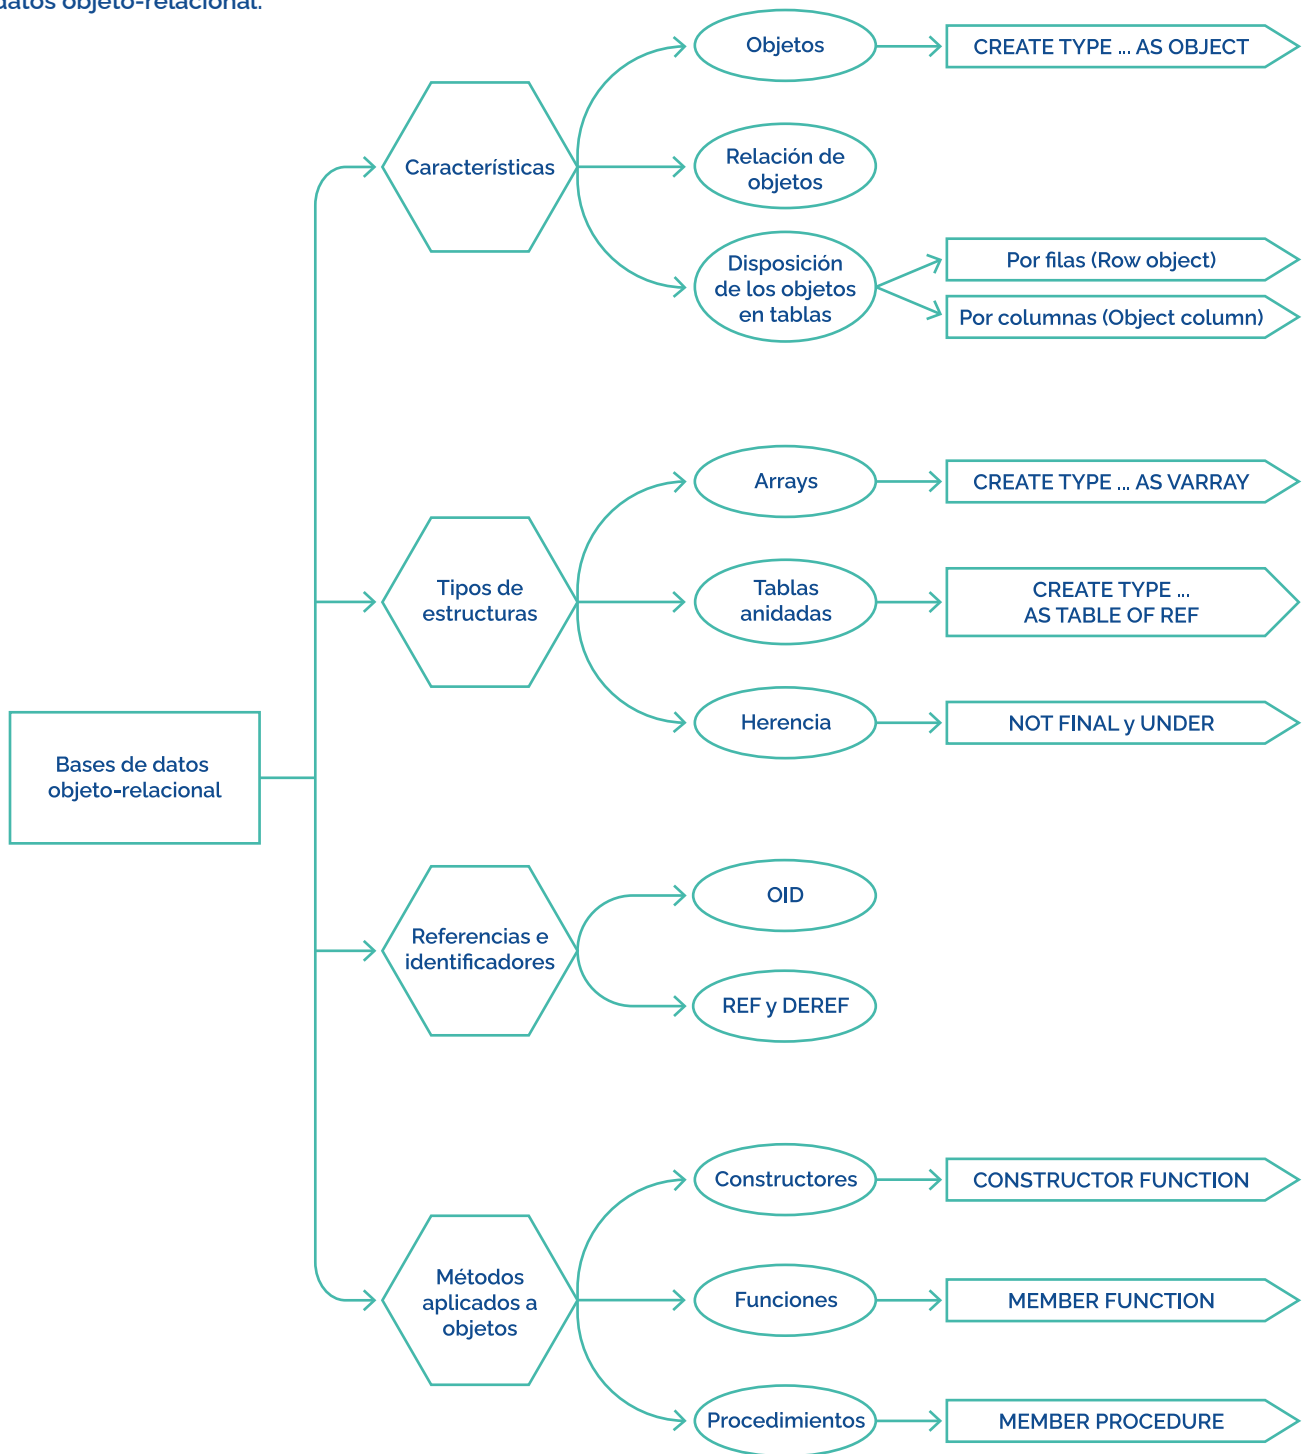 datos objeto-relacional.
Objetos
CREATE TYPE ... AS OBJECT
Característícas
Relación de
objetos
Disposición
de los objetos
en tablas
Por filas (Row object)
Por columnas (Object column)
Arrays
CREATE TYPE ... AS VARRAY
Tipos de
estructuras
Tablas
anidadas
CREATE TYPE ...
AS TABLE OF REF
Herencia
NOT FINAL y UNDER
Bases de datos
objeto-relacional
OID
Referencias e
identificadores
REF y DEREF
Constructores
CONSTRUCTOR FUNCTION
Métodos
aplicados a
objetos
Funciones
MEMBER FUNCTION
Procedimientos
MEMBER PROCEDURE